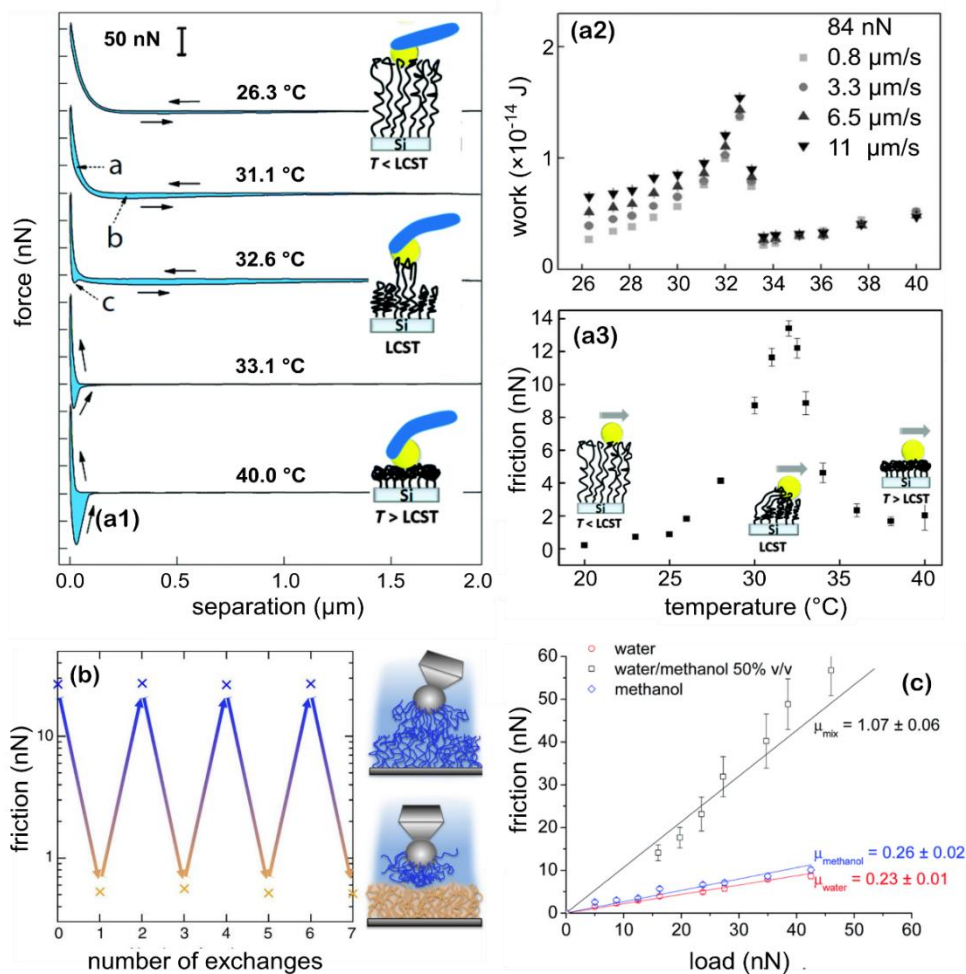 50 nN
26.3 °C
Si
T < LCST
a
31.1 °C
b
32.6 °C
c
Si
LCST
33.1 °C
40.0 °C
Si
T > LCST
(a1)
force (nN)
0.0 0.5 1.0 1.5 2.0
separation (µm)
(a2)
84 nN
0.8 µm/s
3.3 µm/s
6.5 µm/s
11 µm/s
work (×10⁻¹⁴ J)
2
1
0
26 28 30 32 34 36 38 40
(a3)
friction (nN)
14
12
10
8
6
4
2
0
Si
T < LCST
Si
LCST
Si
T > LCST
20 25 30 35 40
temperature (°C)
(b)
friction (nN)
10
1
0 1 2 3 4 5 6 7
number of exchanges
water
water/methanol 50% v/v
methanol
(c)
friction (nN)
60
50
40
30
20
10
0
μmix = 1.07 ± 0.06
μmethanol = 0.26 ± 0.02
μwater = 0.23 ± 0.01
0 10 20 30 40 50 60
load (nN)